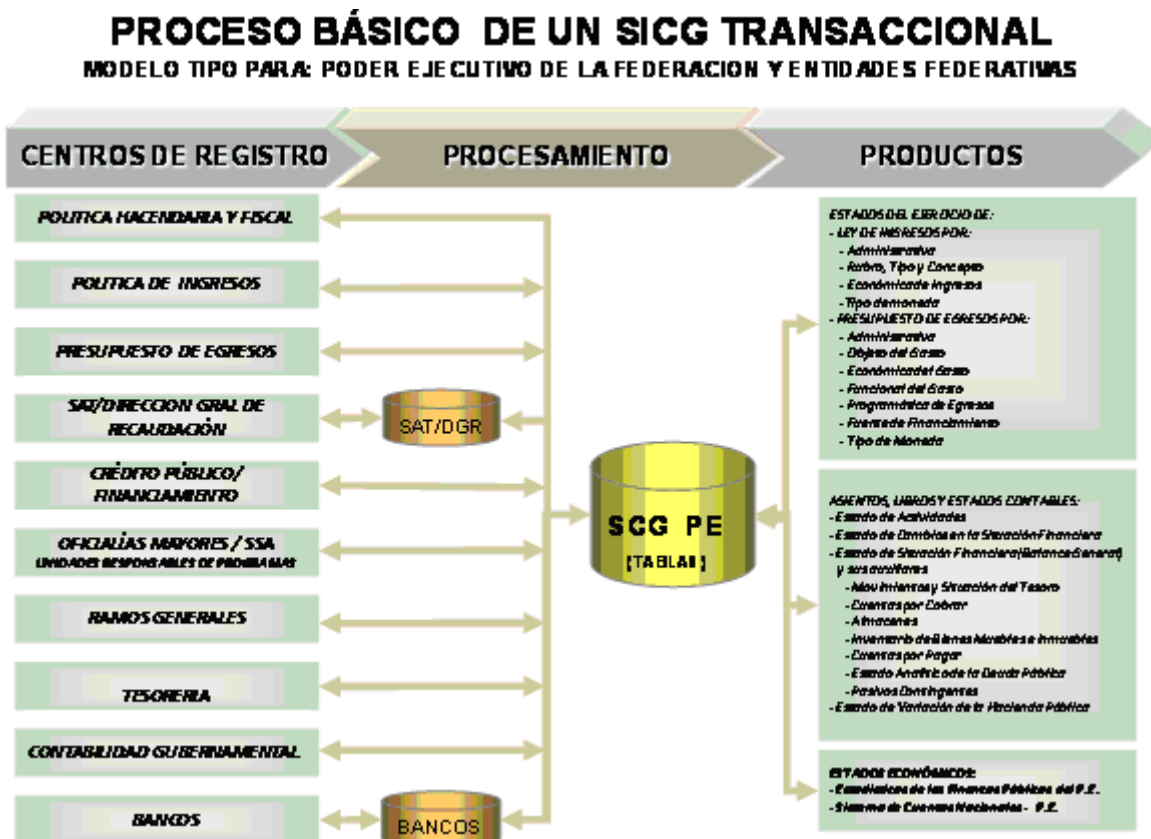 PROCESO BÁSICO DE UN SICG TRANSACCIONAL
MODELO TIPO PARA: PODER EJECUTIVO DE LA FEDERACION Y ENTIDADES FEDERATIVAS
CENTROS DE REGISTRO
PROCESAMIENTO
PRODUCTOS
POLITICA HACENDARIA Y FISCAL
POLITICA DE INGRESOS
PRESUPUESTO DE EGRESOS
SAT/DIRECCION GRAL DE
RECAUDACIÓN
CRÉDITO PÚBLICO/
FINANCIAMIENTO
OFICIALÍAS MAYORES / SSA
UNIDADES RESPONSABLES DE PROGRAMAS
RAMOS GENERALES
TESORERIA
CONTABILIDAD GUBERNAMENTAL
BANCOS
SAT/DGR
BANCOS
SCG PE
(TABLAS)
ESTADOS DEL EJERCICIO DE:
- LEY DE INGRESOS POR:
- Administrativa
- Rubro, Tipo y Concepto
- Económica de Ingresos
- Tipo de moneda
- PRESUPUESTO DE EGRESOS POR:
- Administrativa
- Objeto del Gasto
- Económica del Gasto
- Funcional del Gasto
- Programática de Egresos
- Fuente de Financiamiento
- Tipo de Moneda
ASIENTOS, LIBROS Y ESTADOS CONTABLES:
- Estado de Actividades
- Estado de Cambios en la Situación Financiera
- Estado de Situación Financiera (Balance General)
y sus auxiliares
- Movimientos y Situación del Tesoro
- Cuentas por Cobrar
- Almacenes
- Inventario de Bienes Muebles e Inmuebles
- Cuentas por Pagar
- Estado Analítico de la Deuda Pública
- Pasivos Contingentes
- Estado de Variación de la Hacienda Pública
ESTADOS ECONÓMICOS:
- Estadísticas de las Finanzas Públicas del P.E.
- Sistema de Cuentas Nacionales - P.E.